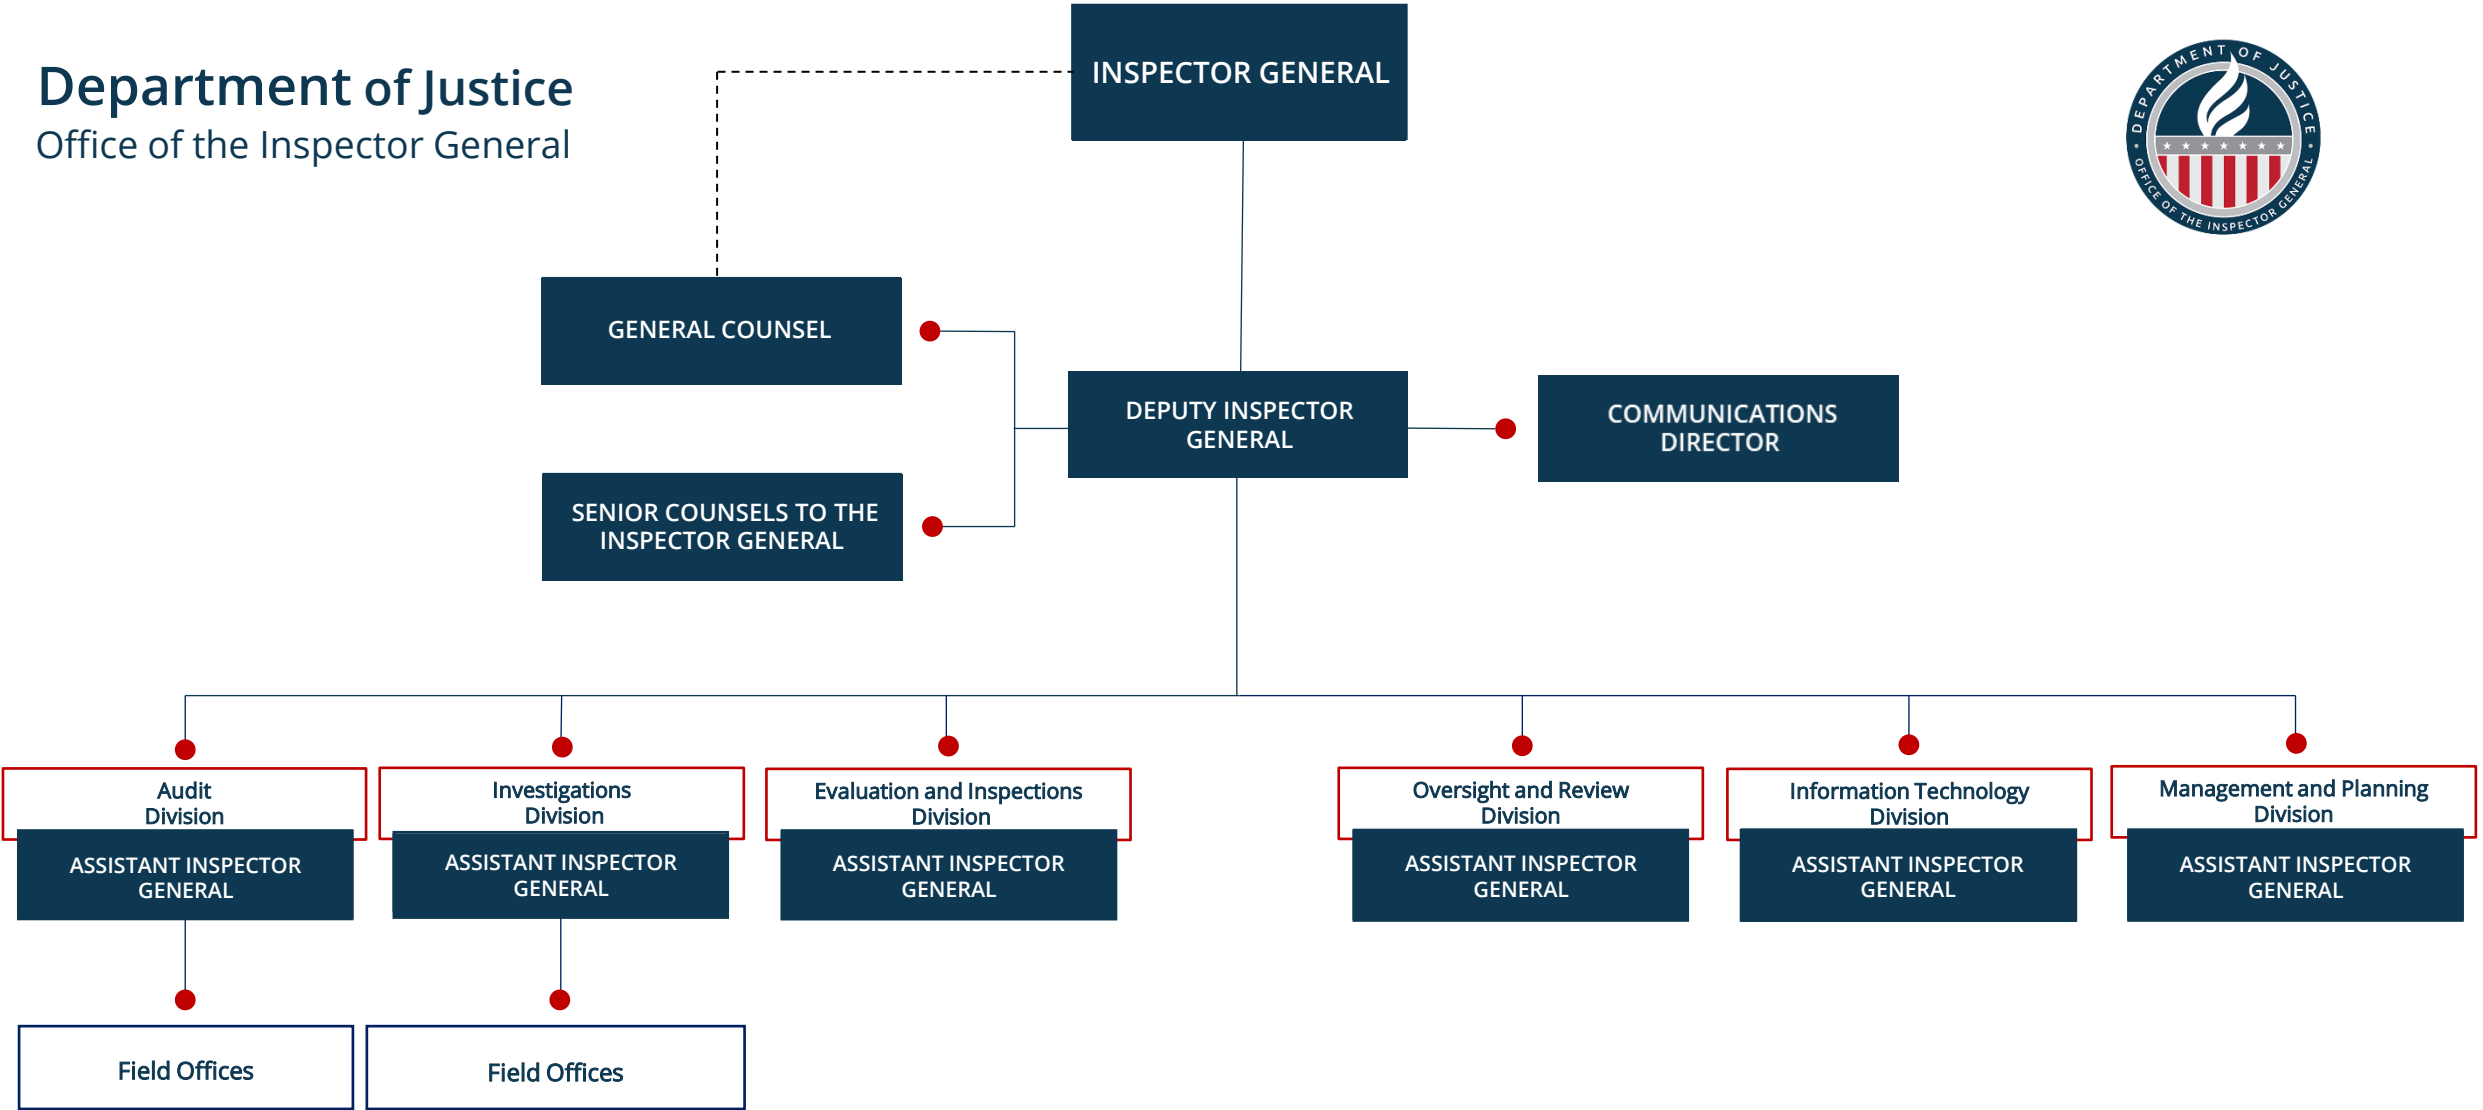 Department of Justice
Office of the Inspector General
INSPECTOR GENERAL
DEPARTMENT OF JUSTICE
OFFICE OF THE INSPECTOR GENERAL
GENERAL COUNSEL
DEPUTY INSPECTOR
GENERAL
COMMUNICATIONS
DIRECTOR
SENIOR COUNSELS TO THE
INSPECTOR GENERAL
Audit
Division
ASSISTANT INSPECTOR
GENERAL
Investigations
Division
ASSISTANT INSPECTOR
GENERAL
Evaluation and Inspections
Division
ASSISTANT INSPECTOR
GENERAL
Oversight and Review
Division
ASSISTANT INSPECTOR
GENERAL
Information Technology
Division
ASSISTANT INSPECTOR
GENERAL
Management and Planning
Division
ASSISTANT INSPECTOR
GENERAL
Field Offices
Field Offices